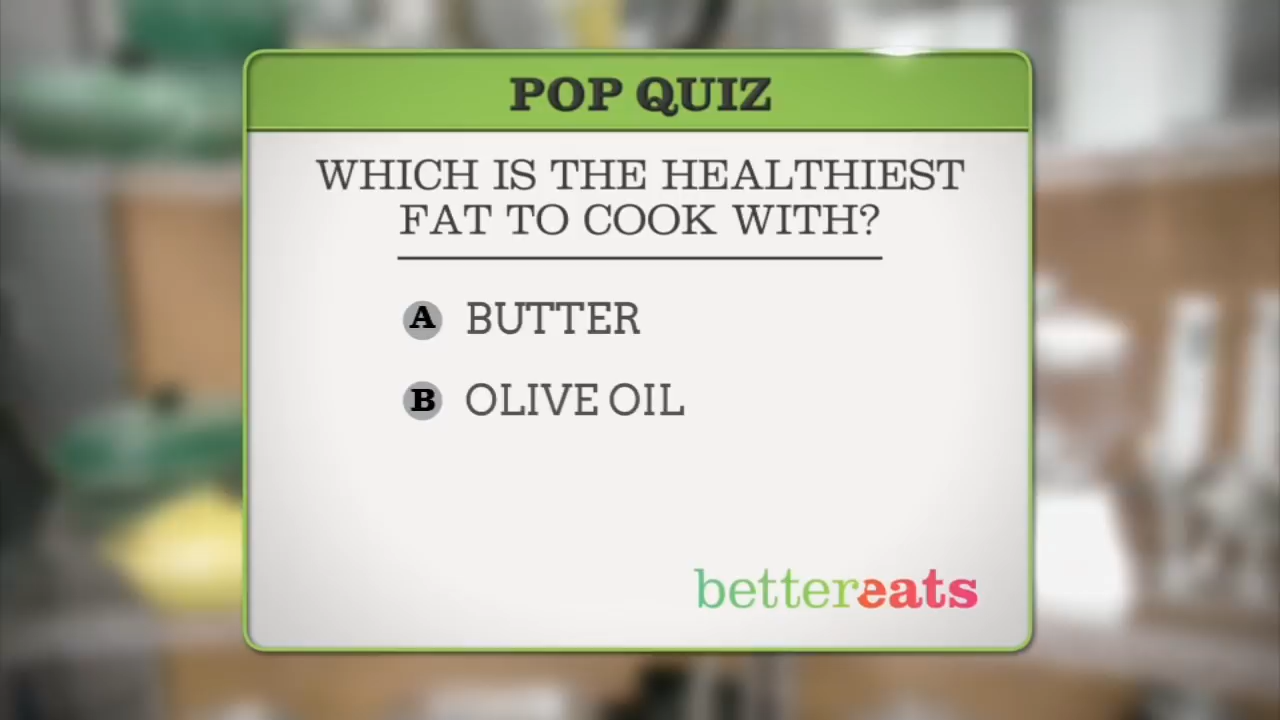 POP QUIZ
WHICH IS THE HEALTHIEST
FAT TO COOK WITH?
A BUTTER
B OLIVE OIL
bettereats